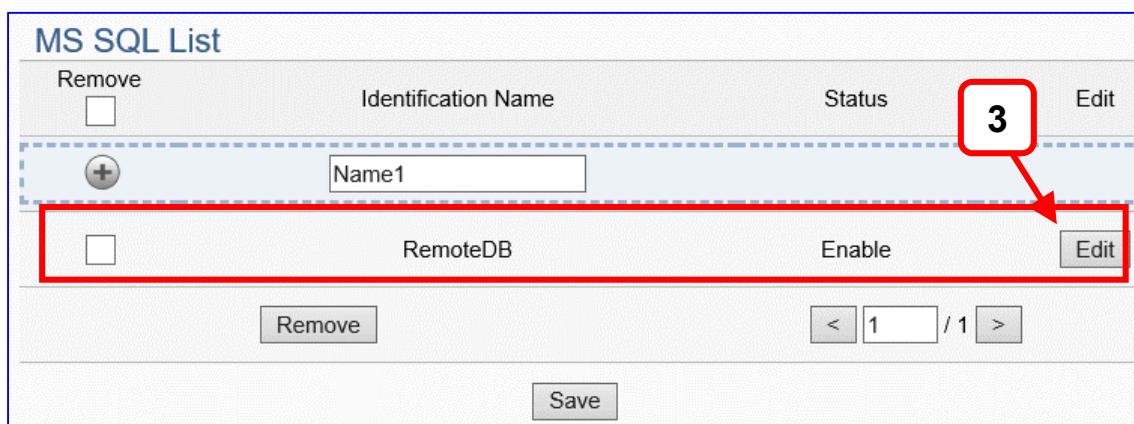 MS SQL List
Remove Identification Name Status Edit
3
Name1
RemoteDB Enable Edit
Remove < 1 / 1 >
Save